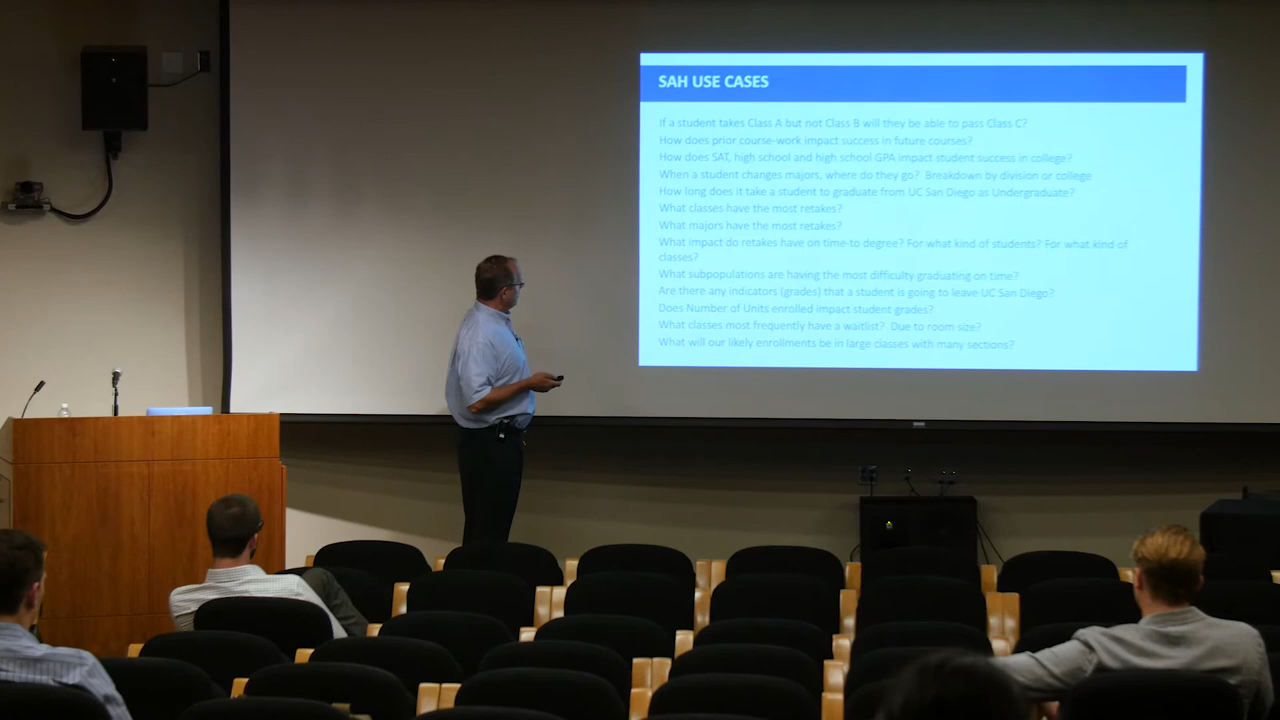 SAH USE CASES
If a student takes Class A but not Class B will they be able to pass Class C?
How does prior course-work impact success in future courses?
How does SAT, high school and high school GPA impact student success in college?
When a student changes majors, where do they go? Breakdown by division or college
How long does it take a student to graduate from UC San Diego as Undergraduate?
What classes have the most retakes?
What majors have the most retakes?
What impact do retakes have on time-to degree? For what kind of students? For what kind of
classes?
What subpopulations are having the most difficulty graduating on time?
Are there any indicators (grades) that a student is going to leave UC San Diego?
Does Number of Units enrolled impact student grades?
What classes most frequently have a waitlist? Due to room size?
What will our likely enrollments be in large classes with many sections?